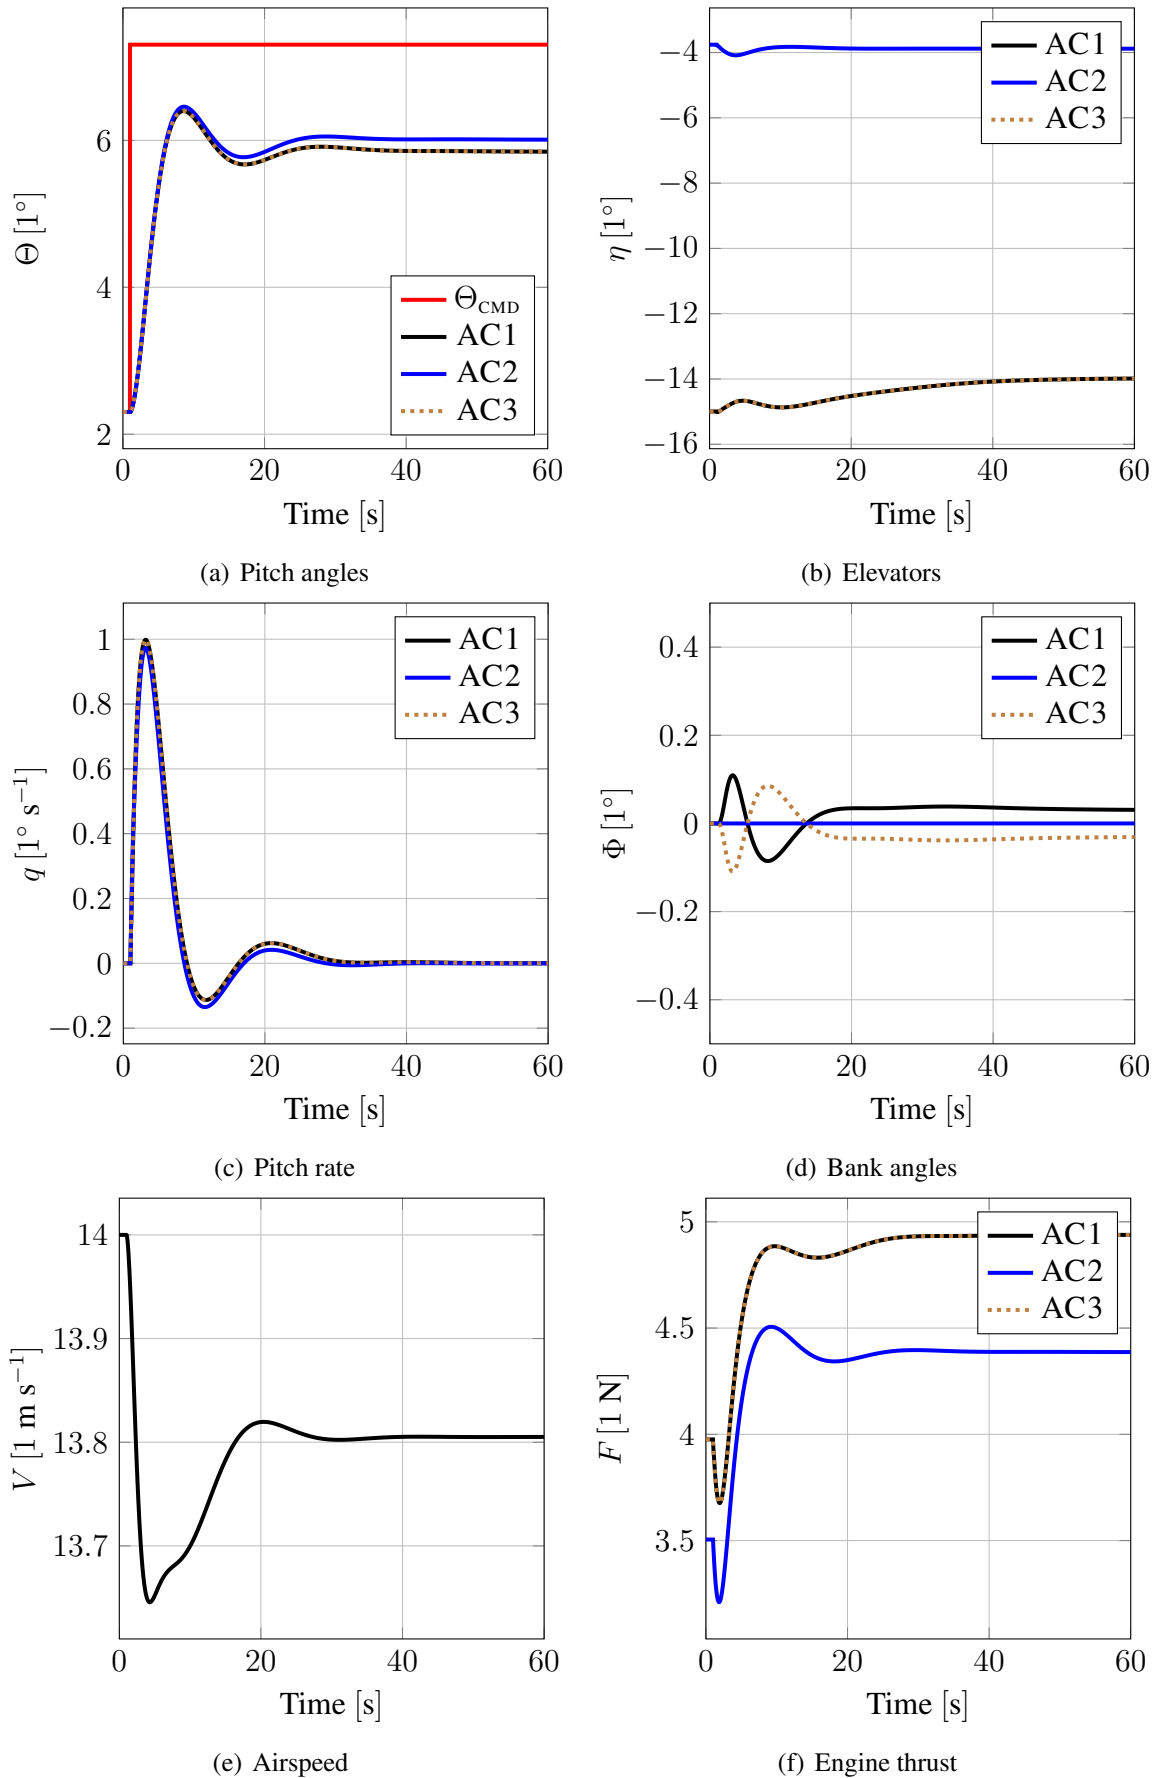 6
4
2
0
20
40
60
Θ [1°]
Time [s]
Θ_CMD
AC1
AC2
AC3
(a) Pitch angles
−4
−6
−8
−10
−12
−14
−16
0
20
40
60
η [1°]
Time [s]
AC1
AC2
AC3
(b) Elevators
1
0.8
0.6
0.4
0.2
0
−0.2
0
20
40
60
q [1° s⁻¹]
Time [s]
AC1
AC2
AC3
(c) Pitch rate
0.4
0.2
0
−0.2
−0.4
0
20
40
60
Φ [1°]
Time [s]
AC1
AC2
AC3
(d) Bank angles
14
13.9
13.8
13.7
0
20
40
60
V [1 m s⁻¹]
Time [s]
(e) Airspeed
5
4.5
4
3.5
0
20
40
60
F [1 N]
Time [s]
AC1
AC2
AC3
(f) Engine thrust